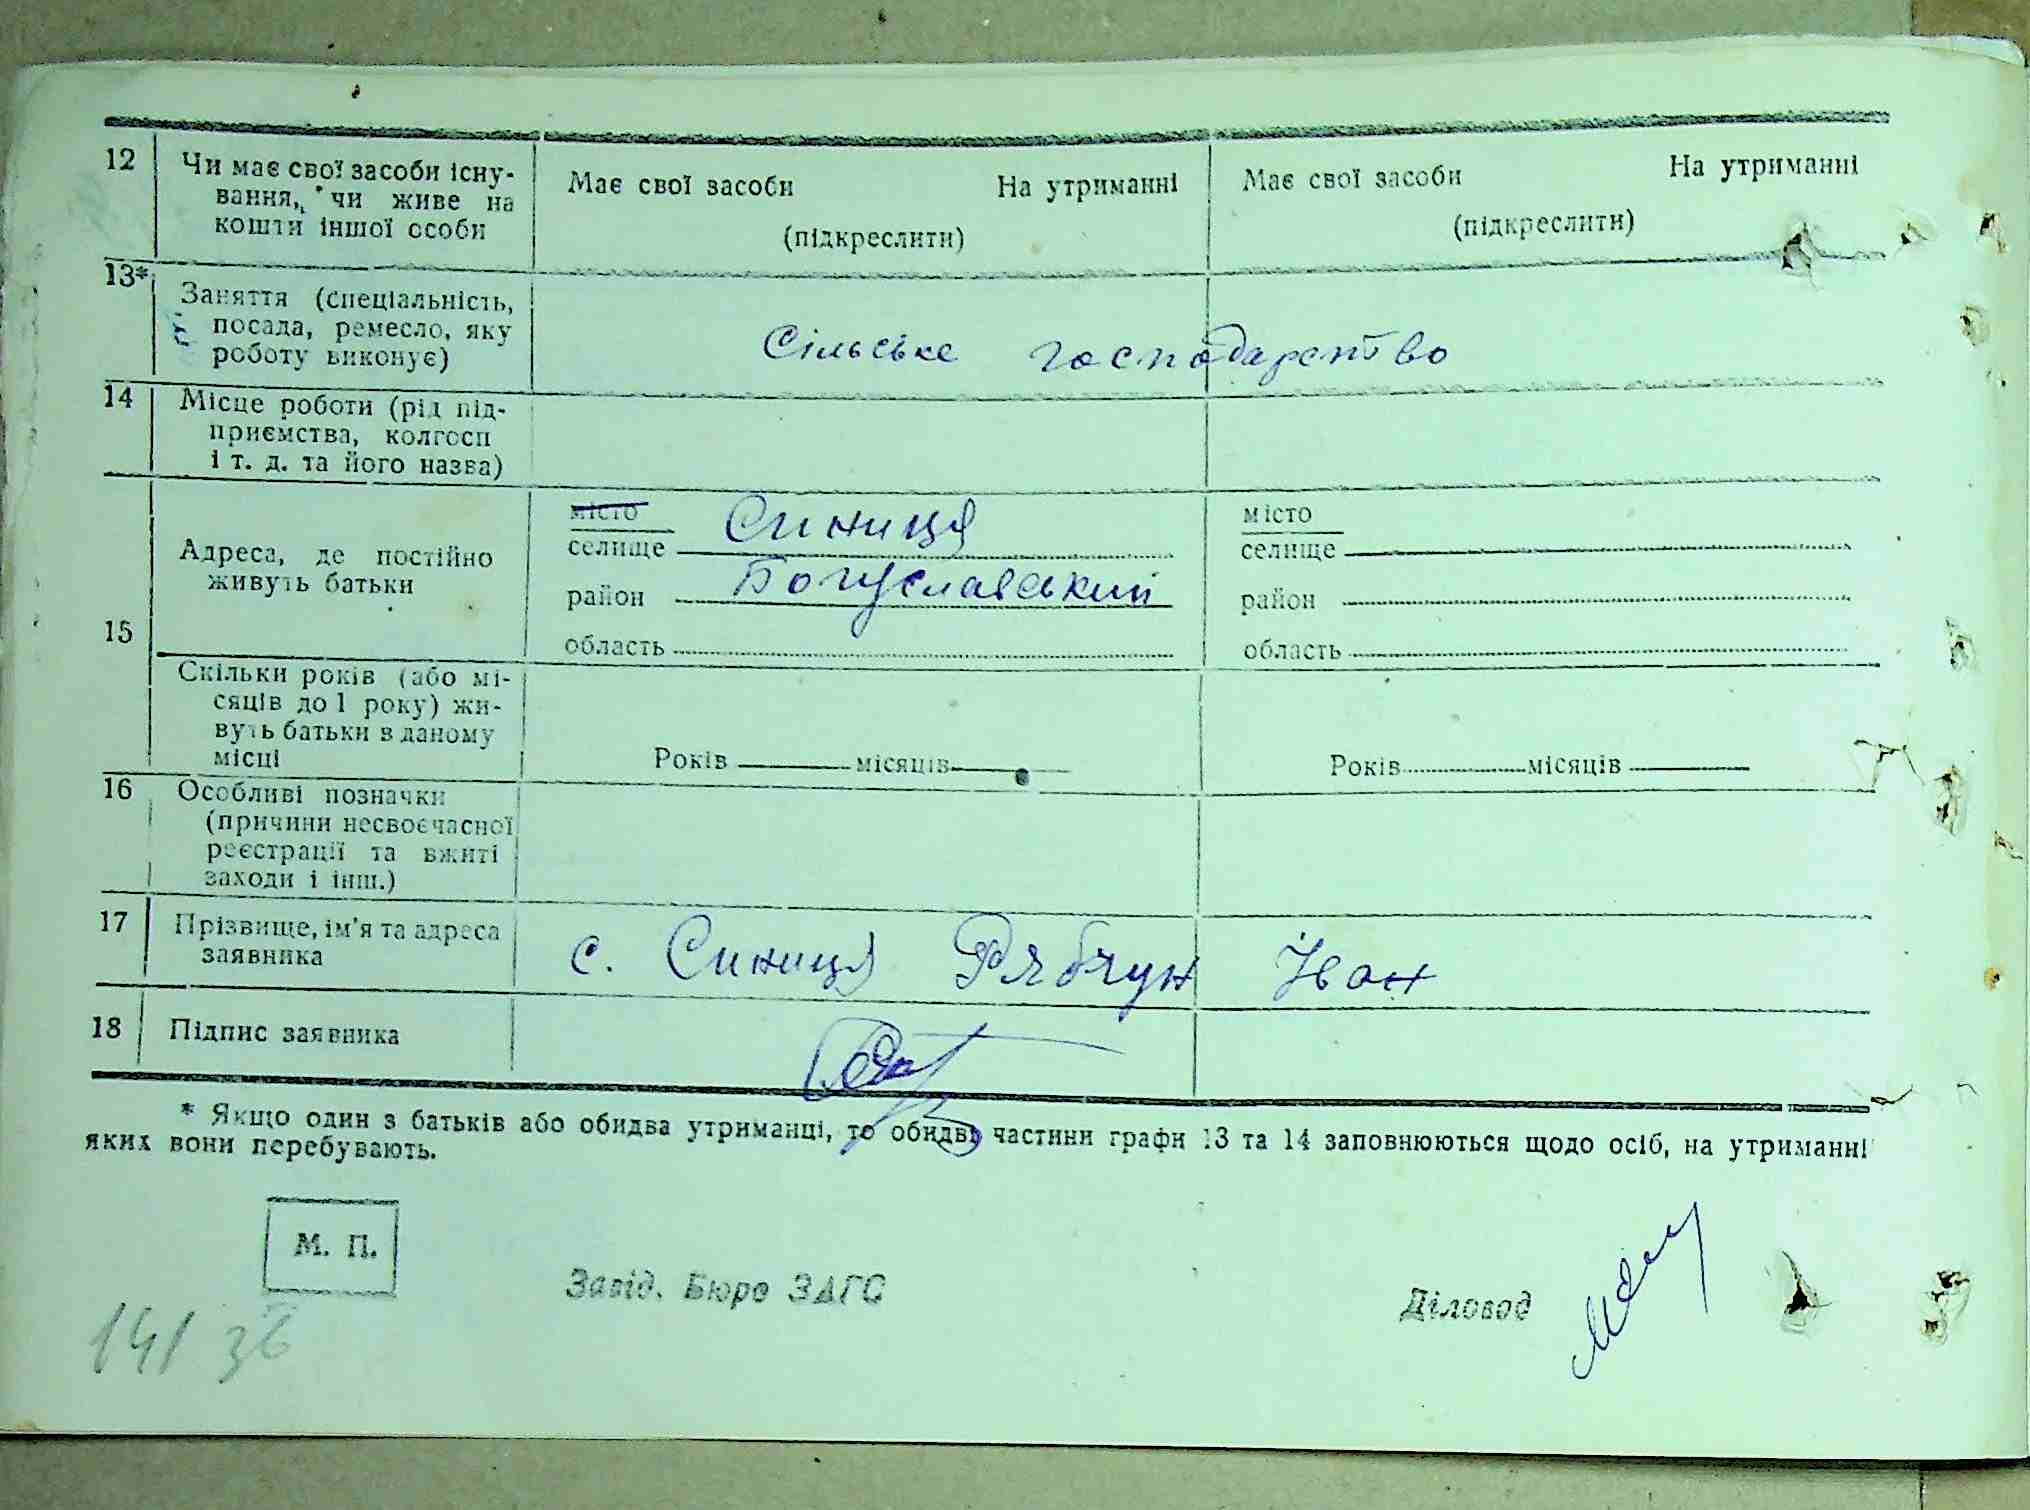 12
Чи має свої засоби існу-
вання, чи живе на
кошти іншої особи
Має свої засоби На утриманні
(підкреслити)
Має свої засоби На утриманні
(підкреслити)
13*
Заняття (спеціальність,
посада, ремесло, яку
роботу виконує)
Сільське господарство
14
Місце роботи (рід під-
приємства, колгосп
і т. д. та його назва)
15
Адреса, де постійно
живуть батьки
місто
селище Синиця
район Богуславський
область
місто
селище
район
область
Скільки років (або мі-
сяців до 1 року) жи-
вуть батьки в даному
місці
Років місяців
Років місяців
16
Особливі позначки
(причини несвоєчасної
реєстрації та вжиті
заходи і інш.)
17
Прізвище, ім'я та адреса
заявника
с. Синиця Рябчун Іван
18
Підпис заявника
* Якщо один з батьків або обидва утриманці, то обидві частини графи 13 та 14 заповнюються щодо осіб, на утриманні
яких вони перебувають.
М. П.
Завід. Бюро ЗАГС
Діловод
141 зв